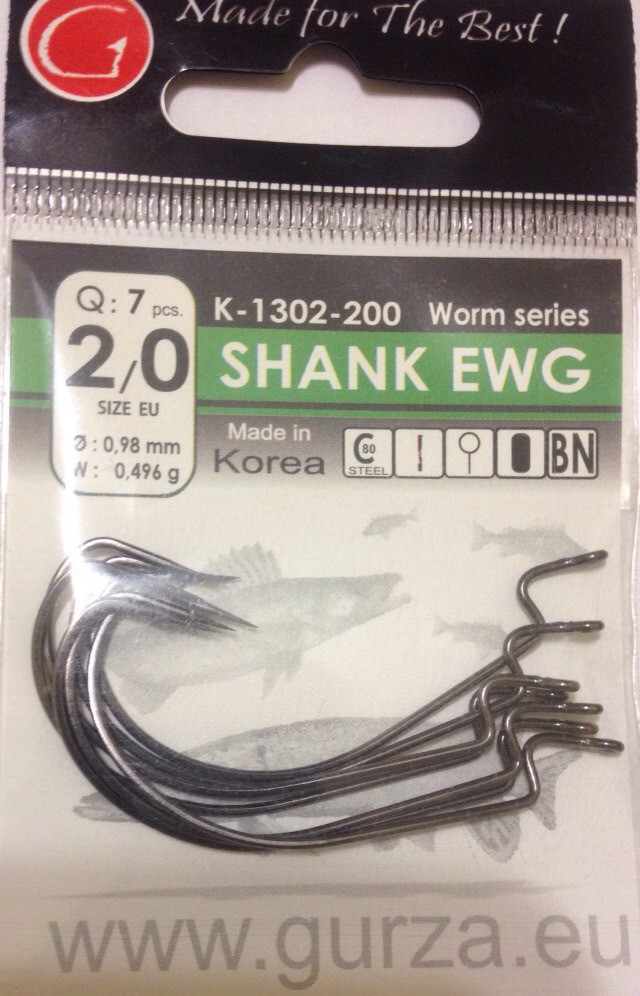 G
Made for The Best !
Q: 7 pcs.
2/0
SIZE EU
Ø : 0,98 mm
W : 0,496 g
K-1302-200 Worm series
SHANK EWG
Made in
Korea
C 80
STEEL
BN
www.gurza.eu